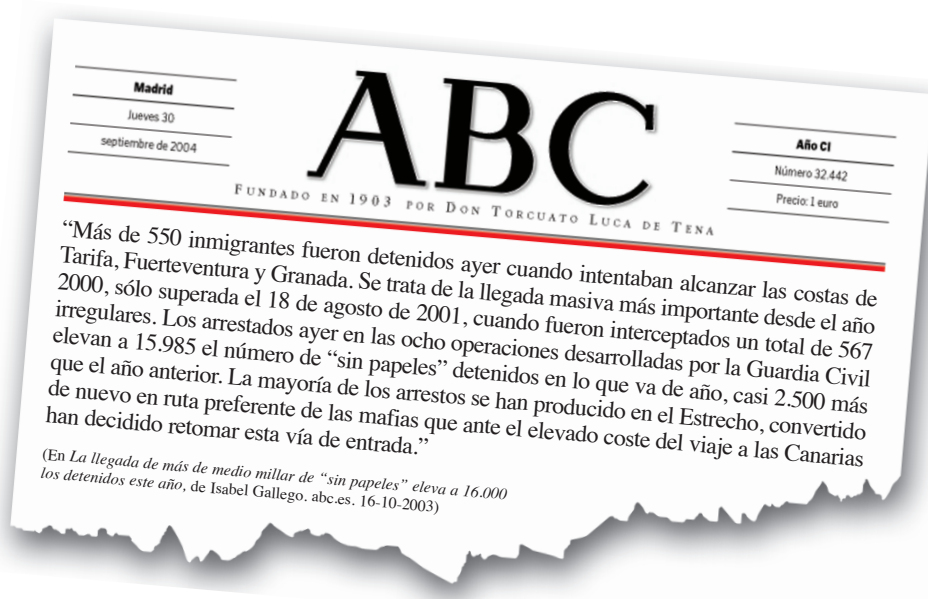 Madrid
Jueves 30
septiembre de 2004
ABC
FUNDADO EN 1903 POR DON TORCUATO LUCA DE TENA
Año CI
Número 32.442
Precio: 1 euro
“Más de 550 inmigrantes fueron detenidos ayer cuando intentaban alcanzar las costas de
Tarifa, Fuerteventura y Granada. Se trata de la llegada masiva más importante desde el año
2000, sólo superada el 18 de agosto de 2001, cuando fueron interceptados un total de 567
irregulares. Los arrestados ayer en las ocho operaciones desarrolladas por la Guardia Civil
elevan a 15.985 el número de “sin papeles” detenidos en lo que va de año, casi 2.500 más
que el año anterior. La mayoría de los arrestos se han producido en el Estrecho, convertido
de nuevo en ruta preferente de las mafias que ante el elevado coste del viaje a las Canarias
han decidido retomar esta vía de entrada.”
(En La llegada de más de medio millar de “sin papeles” eleva a 16.000
los detenidos este año, de Isabel Gallego. abc.es. 16-10-2003)